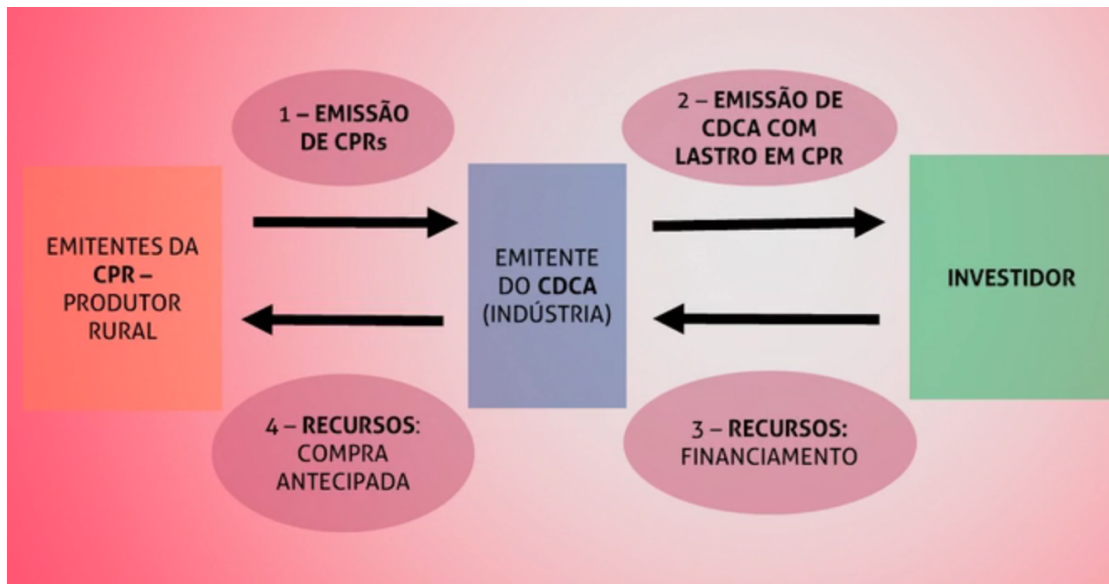 1 – EMISSÃO
DE CPRs
2 – EMISSÃO DE
CDCA COM
LASTRO EM CPR
EMITENTES DA
CPR –
PRODUTOR
RURAL
EMITENTE
DO CDCA
(INDÚSTRIA)
INVESTIDOR
4 – RECURSOS:
COMPRA
ANTECIPADA
3 – RECURSOS:
FINANCIAMENTO